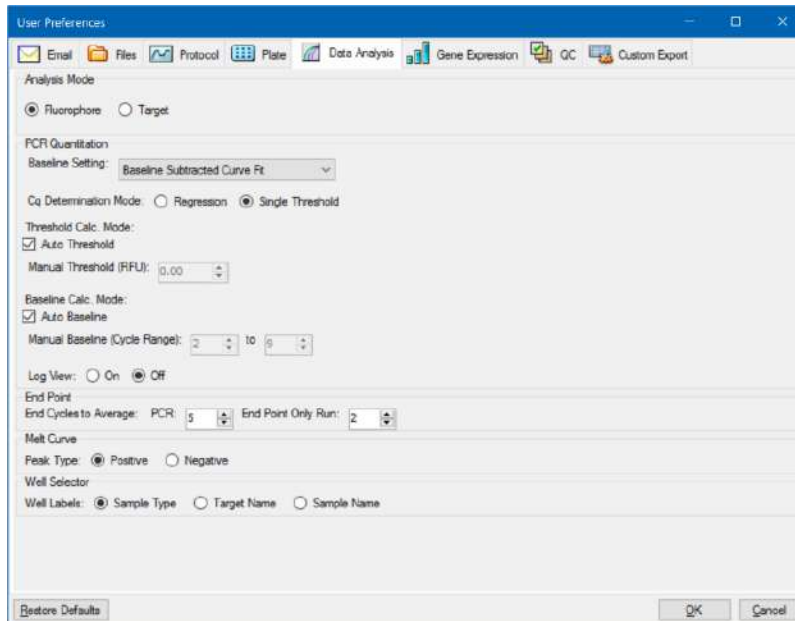 User Preferences
Email Files Protocol Plate Data Analysis Gene Expression QC Custom Export
Analysis Mode
Fluorophore Target
PCR Quantitation
Baseline Setting: Baseline Subtracted Curve Fit
Cq Determination Mode: Regression Single Threshold
Threshold Calc. Mode:
Auto Threshold
Manual Threshold (RFU): 0.00
Baseline Calc. Mode:
Auto Baseline
Manual Baseline (Cycle Range): 2 to 9
Log View: On Off
End Point
End Cycles to Average: PCR: 5 End Point Only Run: 2
Melt Curve
Peak Type: Positive Negative
Well Selector
Well Labels: Sample Type Target Name Sample Name
Restore Defaults OK Cancel